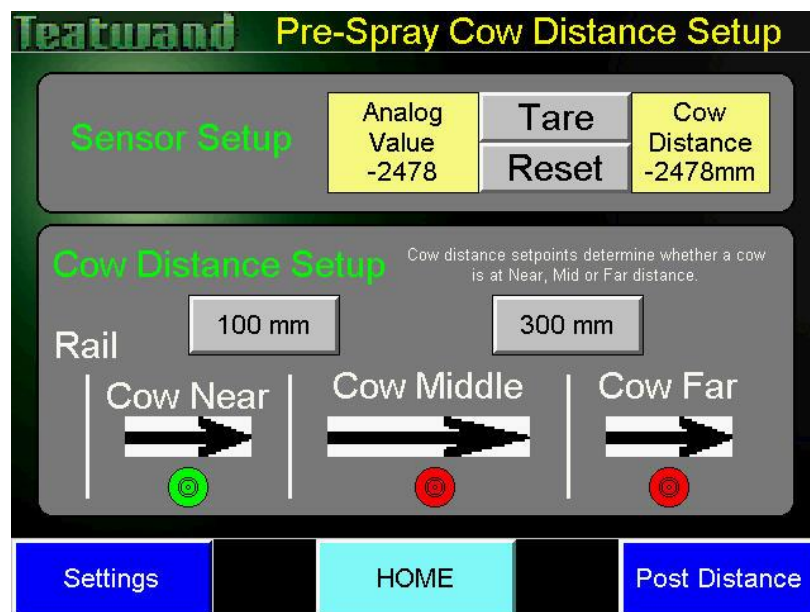 Teatwand Pre-Spray Cow Distance Setup
Sensor Setup
Analog
Value
-2478
Tare
Reset
Cow
Distance
-2478mm
Cow Distance Setup
Cow distance setpoints determine whether a cow
is at Near, Mid or Far distance.
Rail
100 mm
300 mm
Cow Near
Cow Middle
Cow Far
Settings
HOME
Post Distance